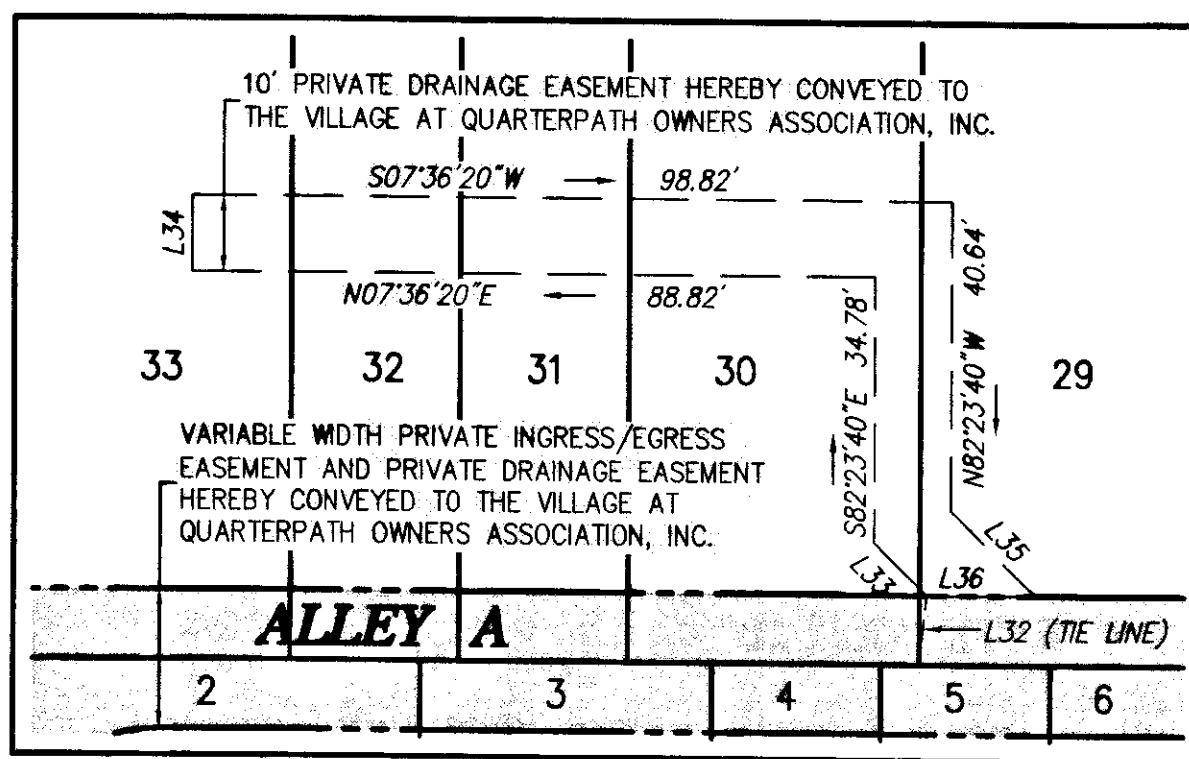 10' PRIVATE DRAINAGE EASEMENT HEREBY CONVEYED TO
THE VILLAGE AT QUARTERPATH OWNERS ASSOCIATION, INC.
S07°36'20"W
98.82'
L34
N07°36'20"E
88.82'
S82°23'40"E 34.78'
N82°23'40"W 40.64'
33
32
31
30
29
VARIABLE WIDTH PRIVATE INGRESS/EGRESS
EASEMENT AND PRIVATE DRAINAGE EASEMENT
HEREBY CONVEYED TO THE VILLAGE AT
QUARTERPATH OWNERS ASSOCIATION, INC.
L33
L36
L35
ALLEY A
L32 (TIE LINE)
2
3
4
5
6